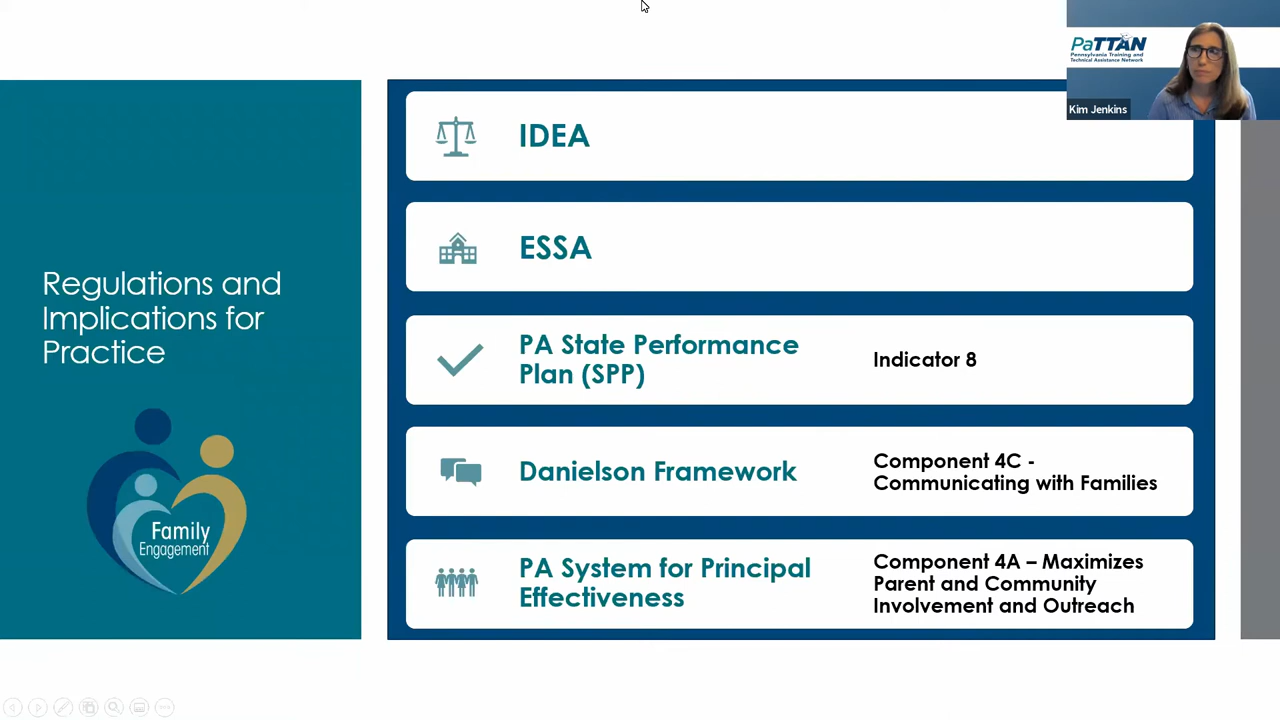 PaTTAN
Pennsylvania Training and
Technical Assistance Network
Kim Jenkins
Regulations and
Implications for
Practice
Family
Engagement
IDEA
ESSA
PA State Performance
Plan (SPP)
Indicator 8
Danielson Framework
Component 4C -
Communicating with Families
PA System for Principal
Effectiveness
Component 4A – Maximizes
Parent and Community
Involvement and Outreach